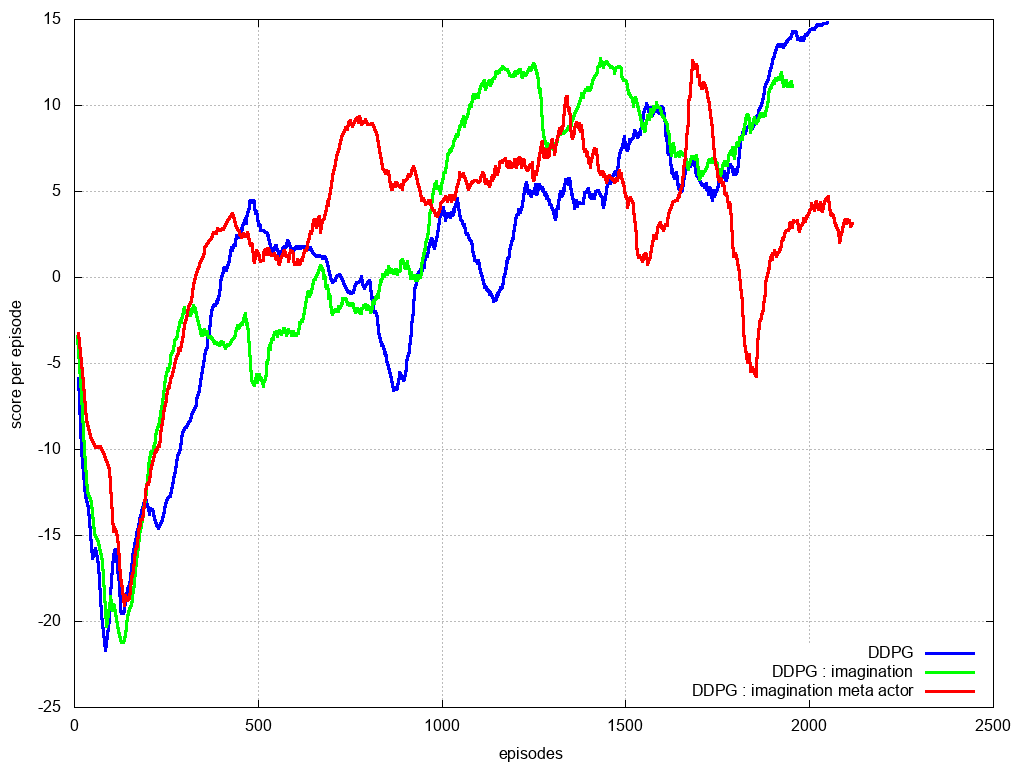 15
10
5
0
-5
-10
-15
-20
-25
score per episode
DDPG
DDPG : imagination
DDPG : imagination meta actor
0 500 1000 1500 2000 2500
episodes